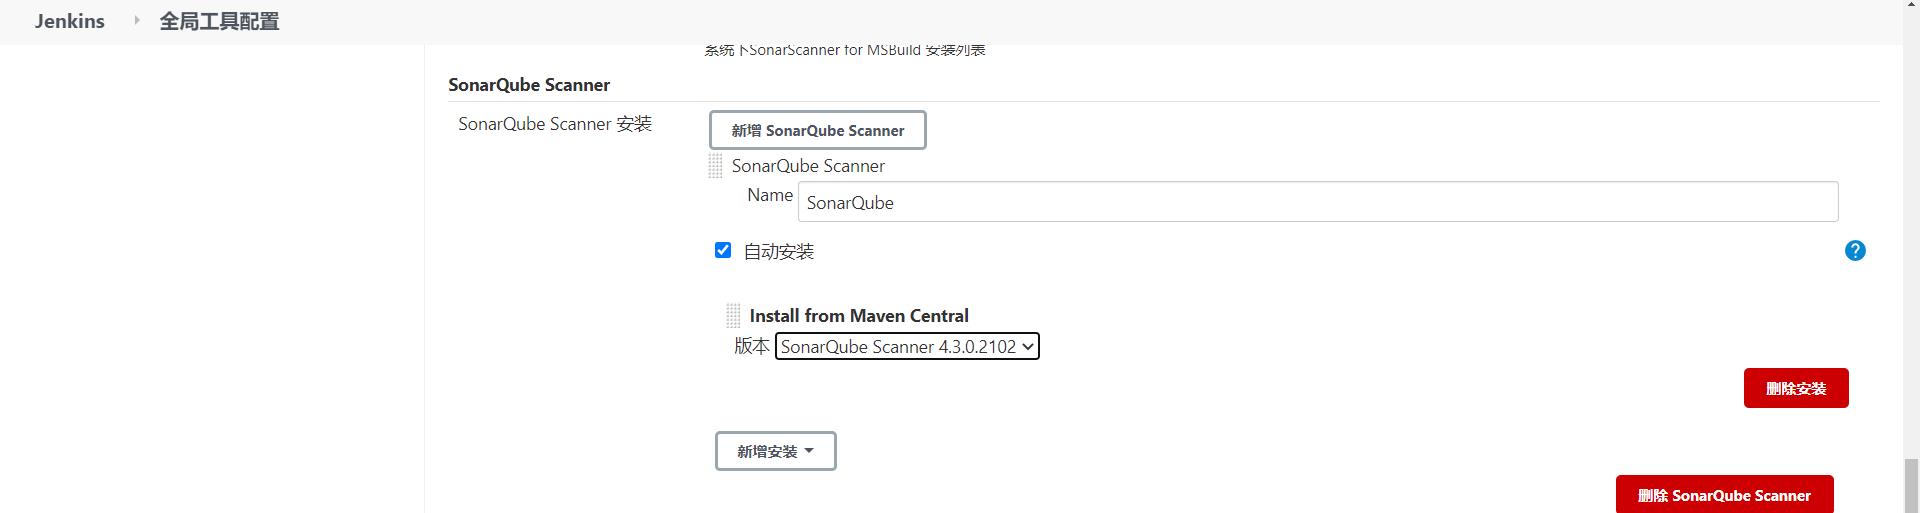 Jenkins 全局工具配置
系统下SonarScanner for MSBuild 安装列表
SonarQube Scanner
SonarQube Scanner 安装
新增 SonarQube Scanner
SonarQube Scanner
Name SonarQube
自动安装
?
Install from Maven Central
版本 SonarQube Scanner 4.3.0.2102
删除安装
新增安装
删除 SonarQube Scanner